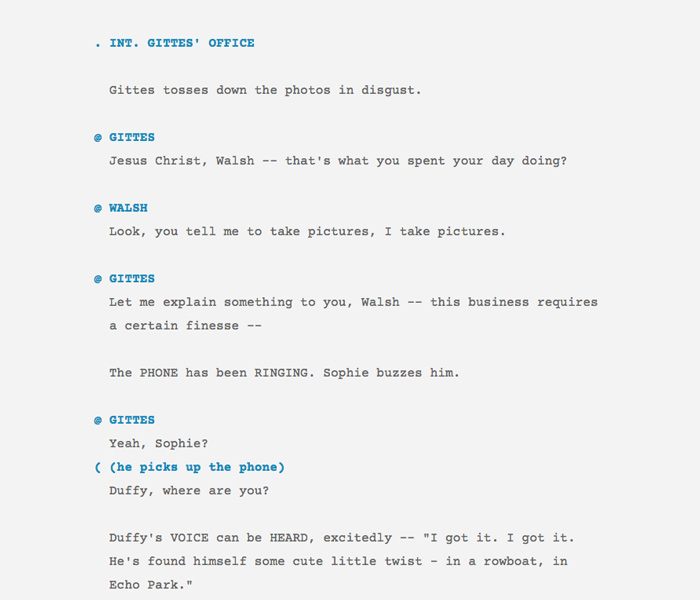 . INT. GITTES' OFFICE
Gittes tosses down the photos in disgust.
@ GITTES
Jesus Christ, Walsh -- that's what you spent your day doing?
@ WALSH
Look, you tell me to take pictures, I take pictures.
@ GITTES
Let me explain something to you, Walsh -- this business requires
a certain finesse --
The PHONE has been RINGING. Sophie buzzes him.
@ GITTES
Yeah, Sophie?
( (he picks up the phone)
Duffy, where are you?
Duffy's VOICE can be HEARD, excitedly -- "I got it. I got it.
He's found himself some cute little twist - in a rowboat, in
Echo Park."